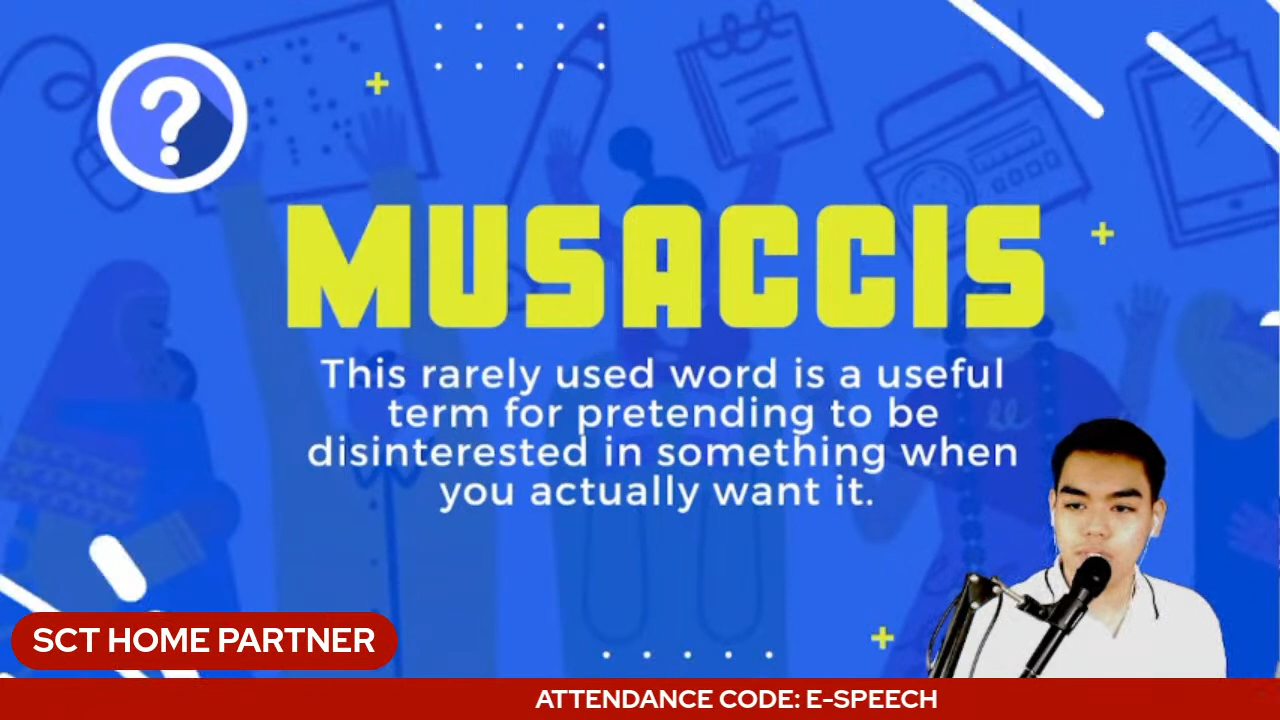 ?
MUSACCIS
This rarely used word is a useful
term for pretending to be
disinterested in something when
you actually want it.
SCT HOME PARTNER
ATTENDANCE CODE: E-SPEECH